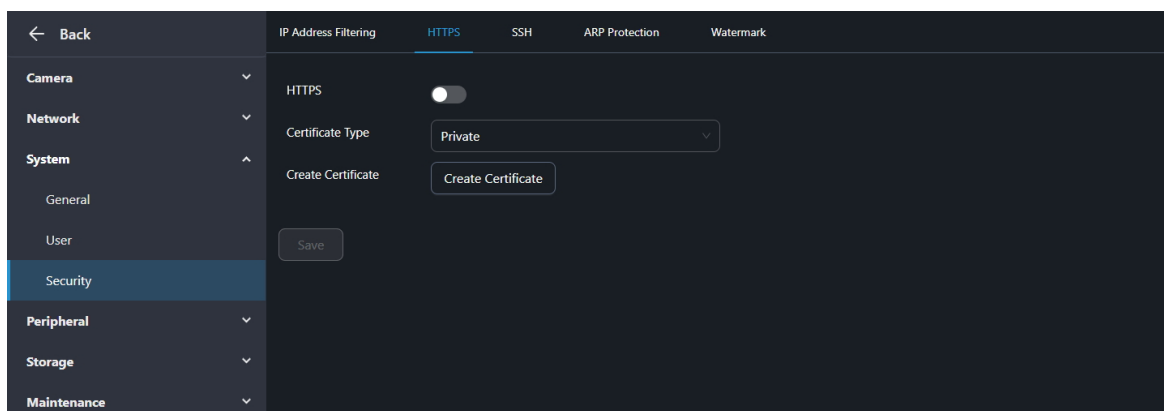 Back
IP Address Filtering
HTTPS
SSH
ARP Protection
Watermark
Camera
Network
System
General
User
Security
Peripheral
Storage
Maintenance
HTTPS
Certificate Type
Private
Create Certificate
Create Certificate
Save